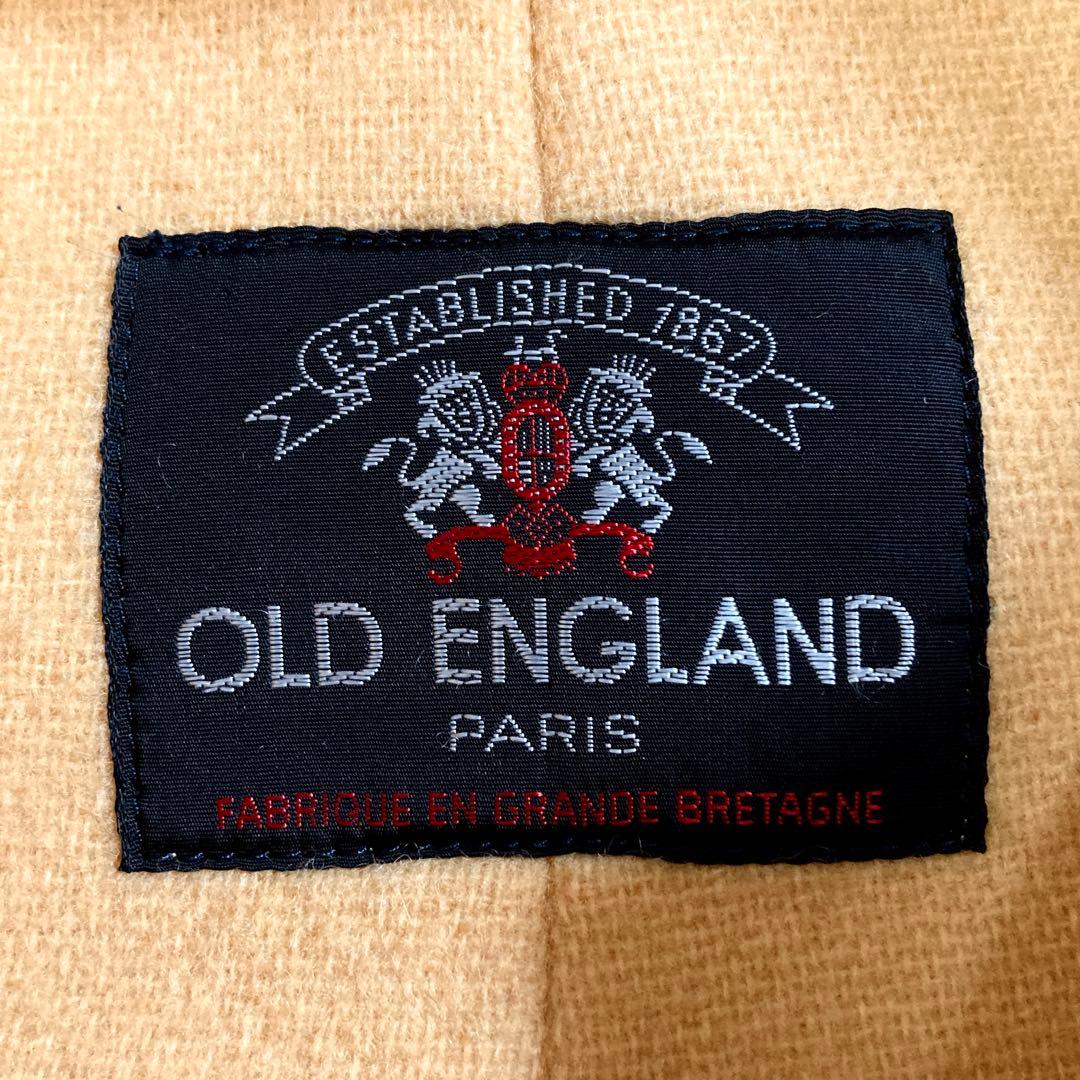 ESTABLISHED 1867
OLD ENGLAND
PARIS
FABRIQUE EN GRANDE BRETAGNE